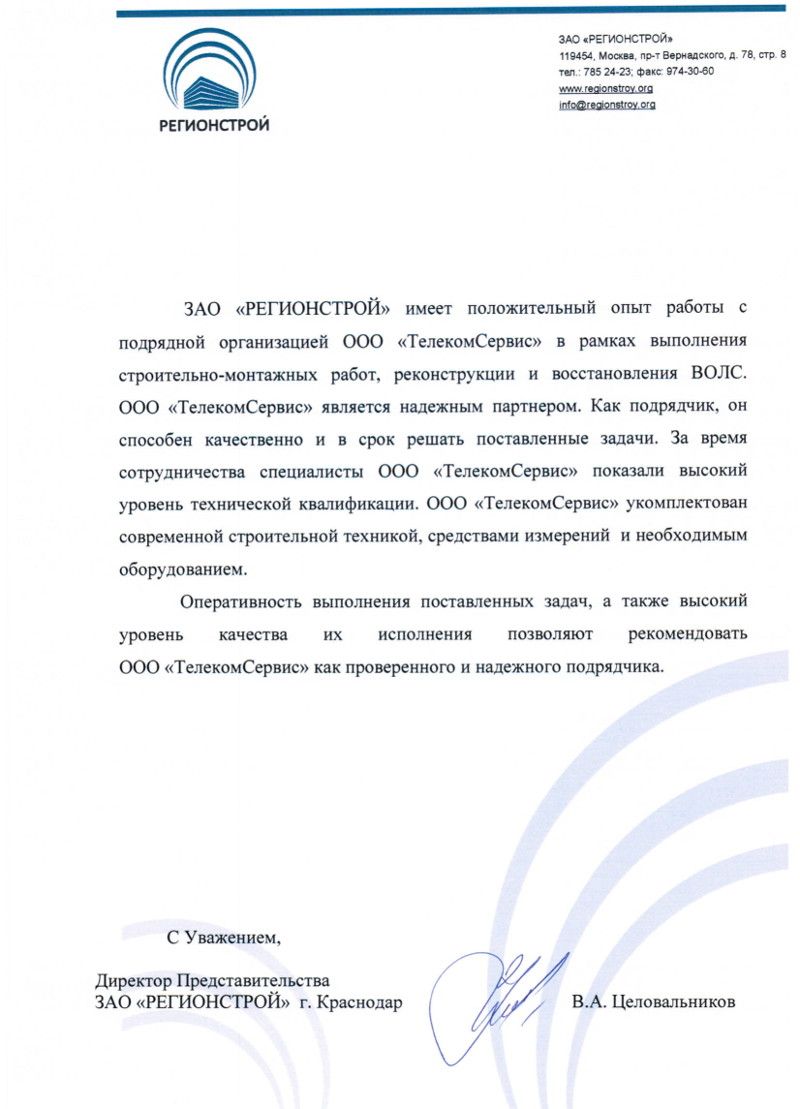 РЕГИОНСТРОЙ
ЗАО «РЕГИОНСТРОЙ»
119454, Москва, пр-т Вернадского, д. 78, стр. 8
тел.: 785 24-23; факс: 974-30-60
www.regionstroy.org
info@regionstroy.org
ЗАО «РЕГИОНСТРОЙ» имеет положительный опыт работы с
подрядной организацией ООО «ТелекомСервис» в рамках выполнения
строительно-монтажных работ, реконструкции и восстановления ВОЛС.
ООО «ТелекомСервис» является надежным партнером. Как подрядчик, он
способен качественно и в срок решать поставленные задачи. За время
сотрудничества специалисты ООО «ТелекомСервис» показали высокий
уровень технической квалификации. ООО «ТелекомСервис» укомплектован
современной строительной техникой, средствами измерений и необходимым
оборудованием.
Оперативность выполнения поставленных задач, а также высокий
уровень качества их исполнения позволяют рекомендовать
ООО «ТелекомСервис» как проверенного и надежного подрядчика.
С Уважением,
Директор Представительства
ЗАО «РЕГИОНСТРОЙ» г. Краснодар
В.А. Целовальников